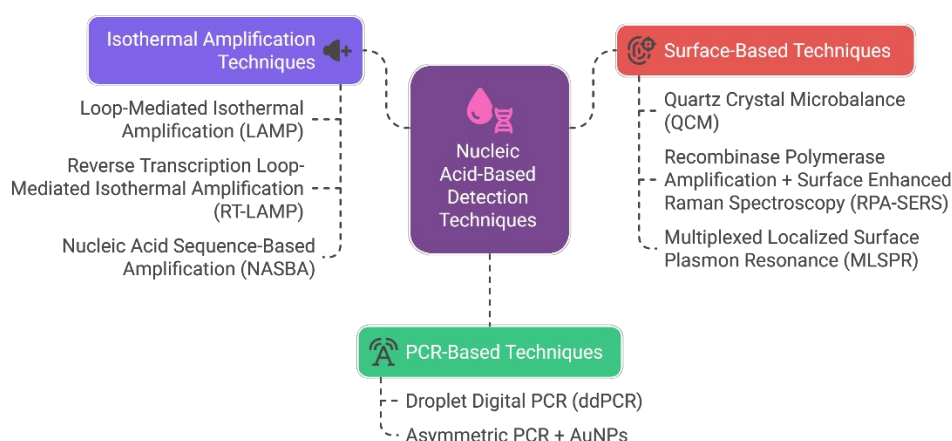 Isothermal Amplification
Techniques
Loop-Mediated Isothermal
Amplification (LAMP)
Reverse Transcription Loop-
Mediated Isothermal Amplification
(RT-LAMP)
Nucleic Acid Sequence-Based
Amplification (NASBA)
Nucleic
Acid-Based
Detection
Techniques
Surface-Based Techniques
Quartz Crystal Microbalance
(QCM)
Recombinase Polymerase
Amplification + Surface Enhanced
Raman Spectroscopy (RPA-SERS)
Multiplexed Localized Surface
Plasmon Resonance (MLSPR)
PCR-Based Techniques
Droplet Digital PCR (ddPCR)
Asymmetric PCR + AuNPs